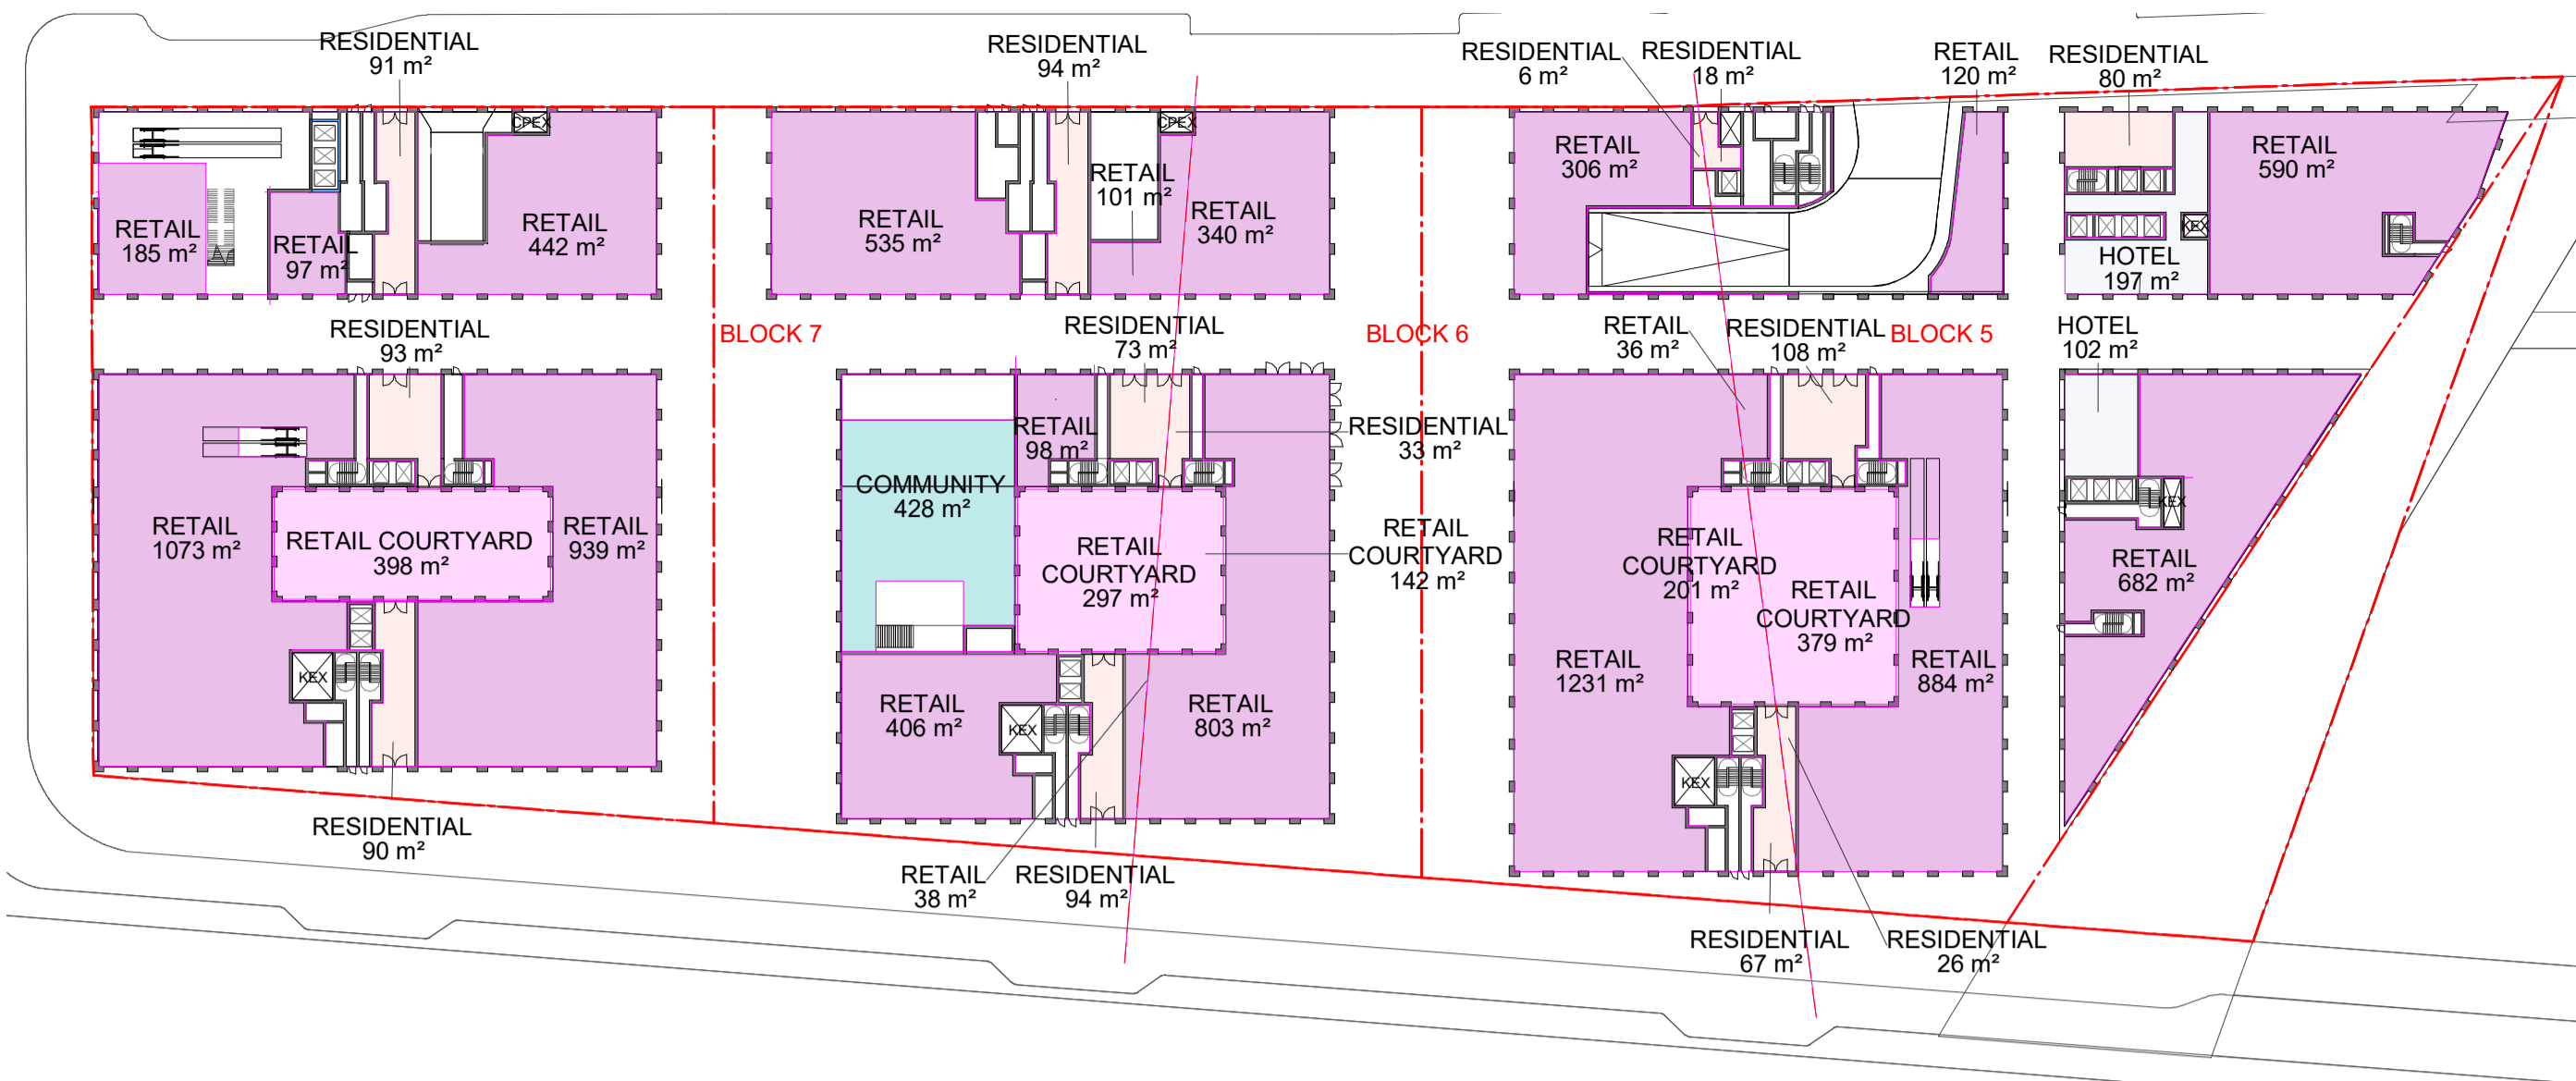 RESIDENTIAL
91 m²
RESIDENTIAL
94 m²
RESIDENTIAL
6 m²
RESIDENTIAL
18 m²
RETAIL
120 m²
RESIDENTIAL
80 m²
CPEX
CPEX
RETAIL
185 m²
RETAIL
97 m²
RETAIL
442 m²
RETAIL
535 m²
RETAIL
101 m²
RETAIL
340 m²
RETAIL
306 m²
RETAIL
590 m²
KEX
HOTEL
197 m²
RESIDENTIAL
93 m²
BLOCK 7
RESIDENTIAL
73 m²
BLOCK 6
RETAIL
36 m²
RESIDENTIAL
108 m²
BLOCK 5
HOTEL
102 m²
RETAIL
98 m²
RESIDENTIAL
33 m²
COMMUNITY
428 m²
KEX
RETAIL
1073 m²
RETAIL COURTYARD
398 m²
RETAIL
939 m²
RETAIL
COURTYARD
297 m²
RETAIL
COURTYARD
142 m²
RETAIL
COURTYARD
201 m²
RETAIL
COURTYARD
379 m²
RETAIL
682 m²
KEX
RETAIL
406 m²
KEX
RETAIL
803 m²
RETAIL
1231 m²
RETAIL
884 m²
KEX
RESIDENTIAL
90 m²
RETAIL
38 m²
RESIDENTIAL
94 m²
RESIDENTIAL
67 m²
RESIDENTIAL
26 m²